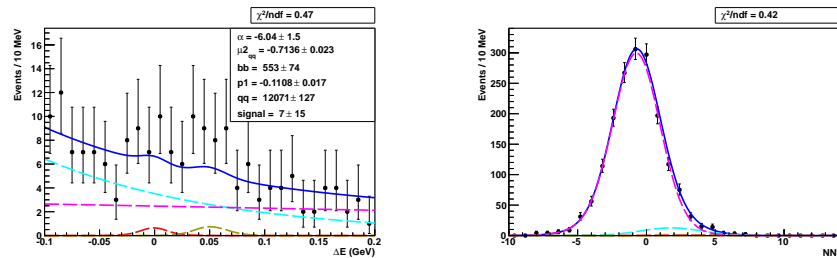 χ²/ndf = 0.47
α = -6.04 ± 1.5
μ2_qq = -0.7136 ± 0.023
bb = 553 ± 74
p1 = -0.1108 ± 0.017
qq = 12071 ± 127
signal = 7 ± 15
Events / 10 MeV
16
14
12
10
8
6
4
2
0
-0.1 -0.05 0 0.05 0.1 0.15 0.2
ΔE (GeV)
χ²/ndf = 0.42
Events / 10 MeV
300
250
200
150
100
50
0
-10 -5 0 5 10
NN